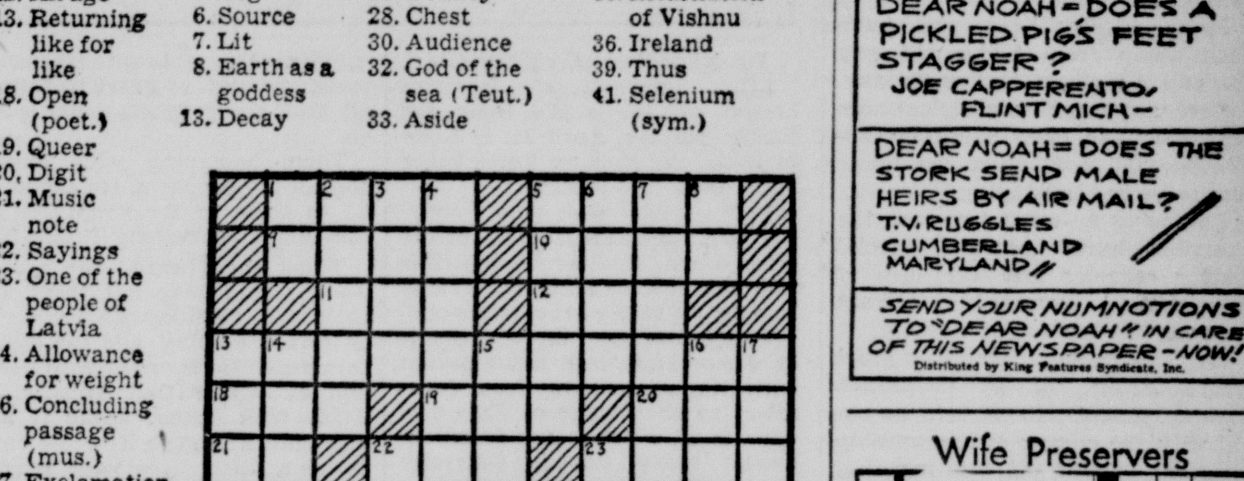 13. Returning
like for
like
18. Open
(poet.)
19. Queer
20. Digit
21. Music
note
22. Sayings
23. One of the
people of
Latvia
24. Allowance
for weight
26. Concluding
passage
(mus.)
6. Source
7. Lit
8. Earth as a
goddess
13. Decay
28. Chest
30. Audience
32. God of the
sea (Teut.)
33. Aside
of Vishnu
36. Ireland
39. Thus
41. Selenium
(sym.)
1 2 3 4 5 6 7 8
9 10
11 12
13 14 15 16 17
18 19 20
21 22 23
DEAR NOAH = DOES A
PICKLED PIG'S FEET
STAGGER?
JOE CAPPERENTO,
FLINT MICH—
DEAR NOAH = DOES THE
STORK SEND MALE
HEIRS BY AIR MAIL?
T.V. RUGGLES
CUMBERLAND
MARYLAND
SEND YOUR NUMNOTIONS
TO "DEAR NOAH" IN CARE
OF THIS NEWSPAPER - NOW!
Distributed by King Features Syndicate, Inc.
Wife Preservers